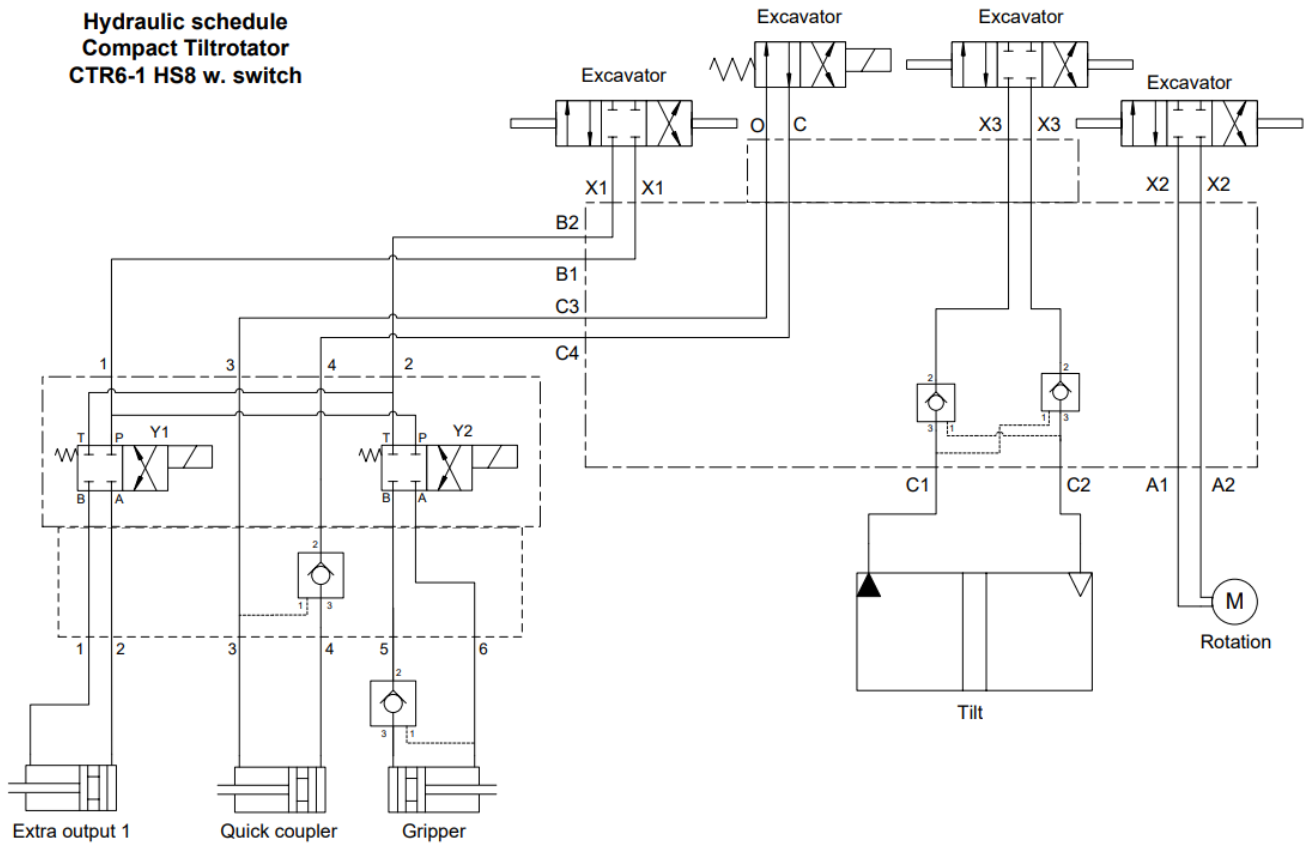 Hydraulic schedule
Compact Tiltrotator
CTR6-1 HS8 w. switch
Excavator
Excavator
Excavator
Excavator
O C
X3 X3
X1 X1
X2 X2
B2
B1
C3
C4
1 3 4 2
T P Y1
B A
T P Y2
B A
2
3 1
2
1 3
C1 C2 A1 A2
2
1 3
1 2 3 4 5 6
2
3 1
M
Rotation
Tilt
Extra output 1 Quick coupler Gripper